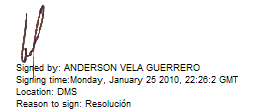 Signed by: ANDERSON VELA GUERRERO
Signing time:Monday, January 25 2010, 22:26:2 GMT
Location: DMS
Reason to sign: Resolución